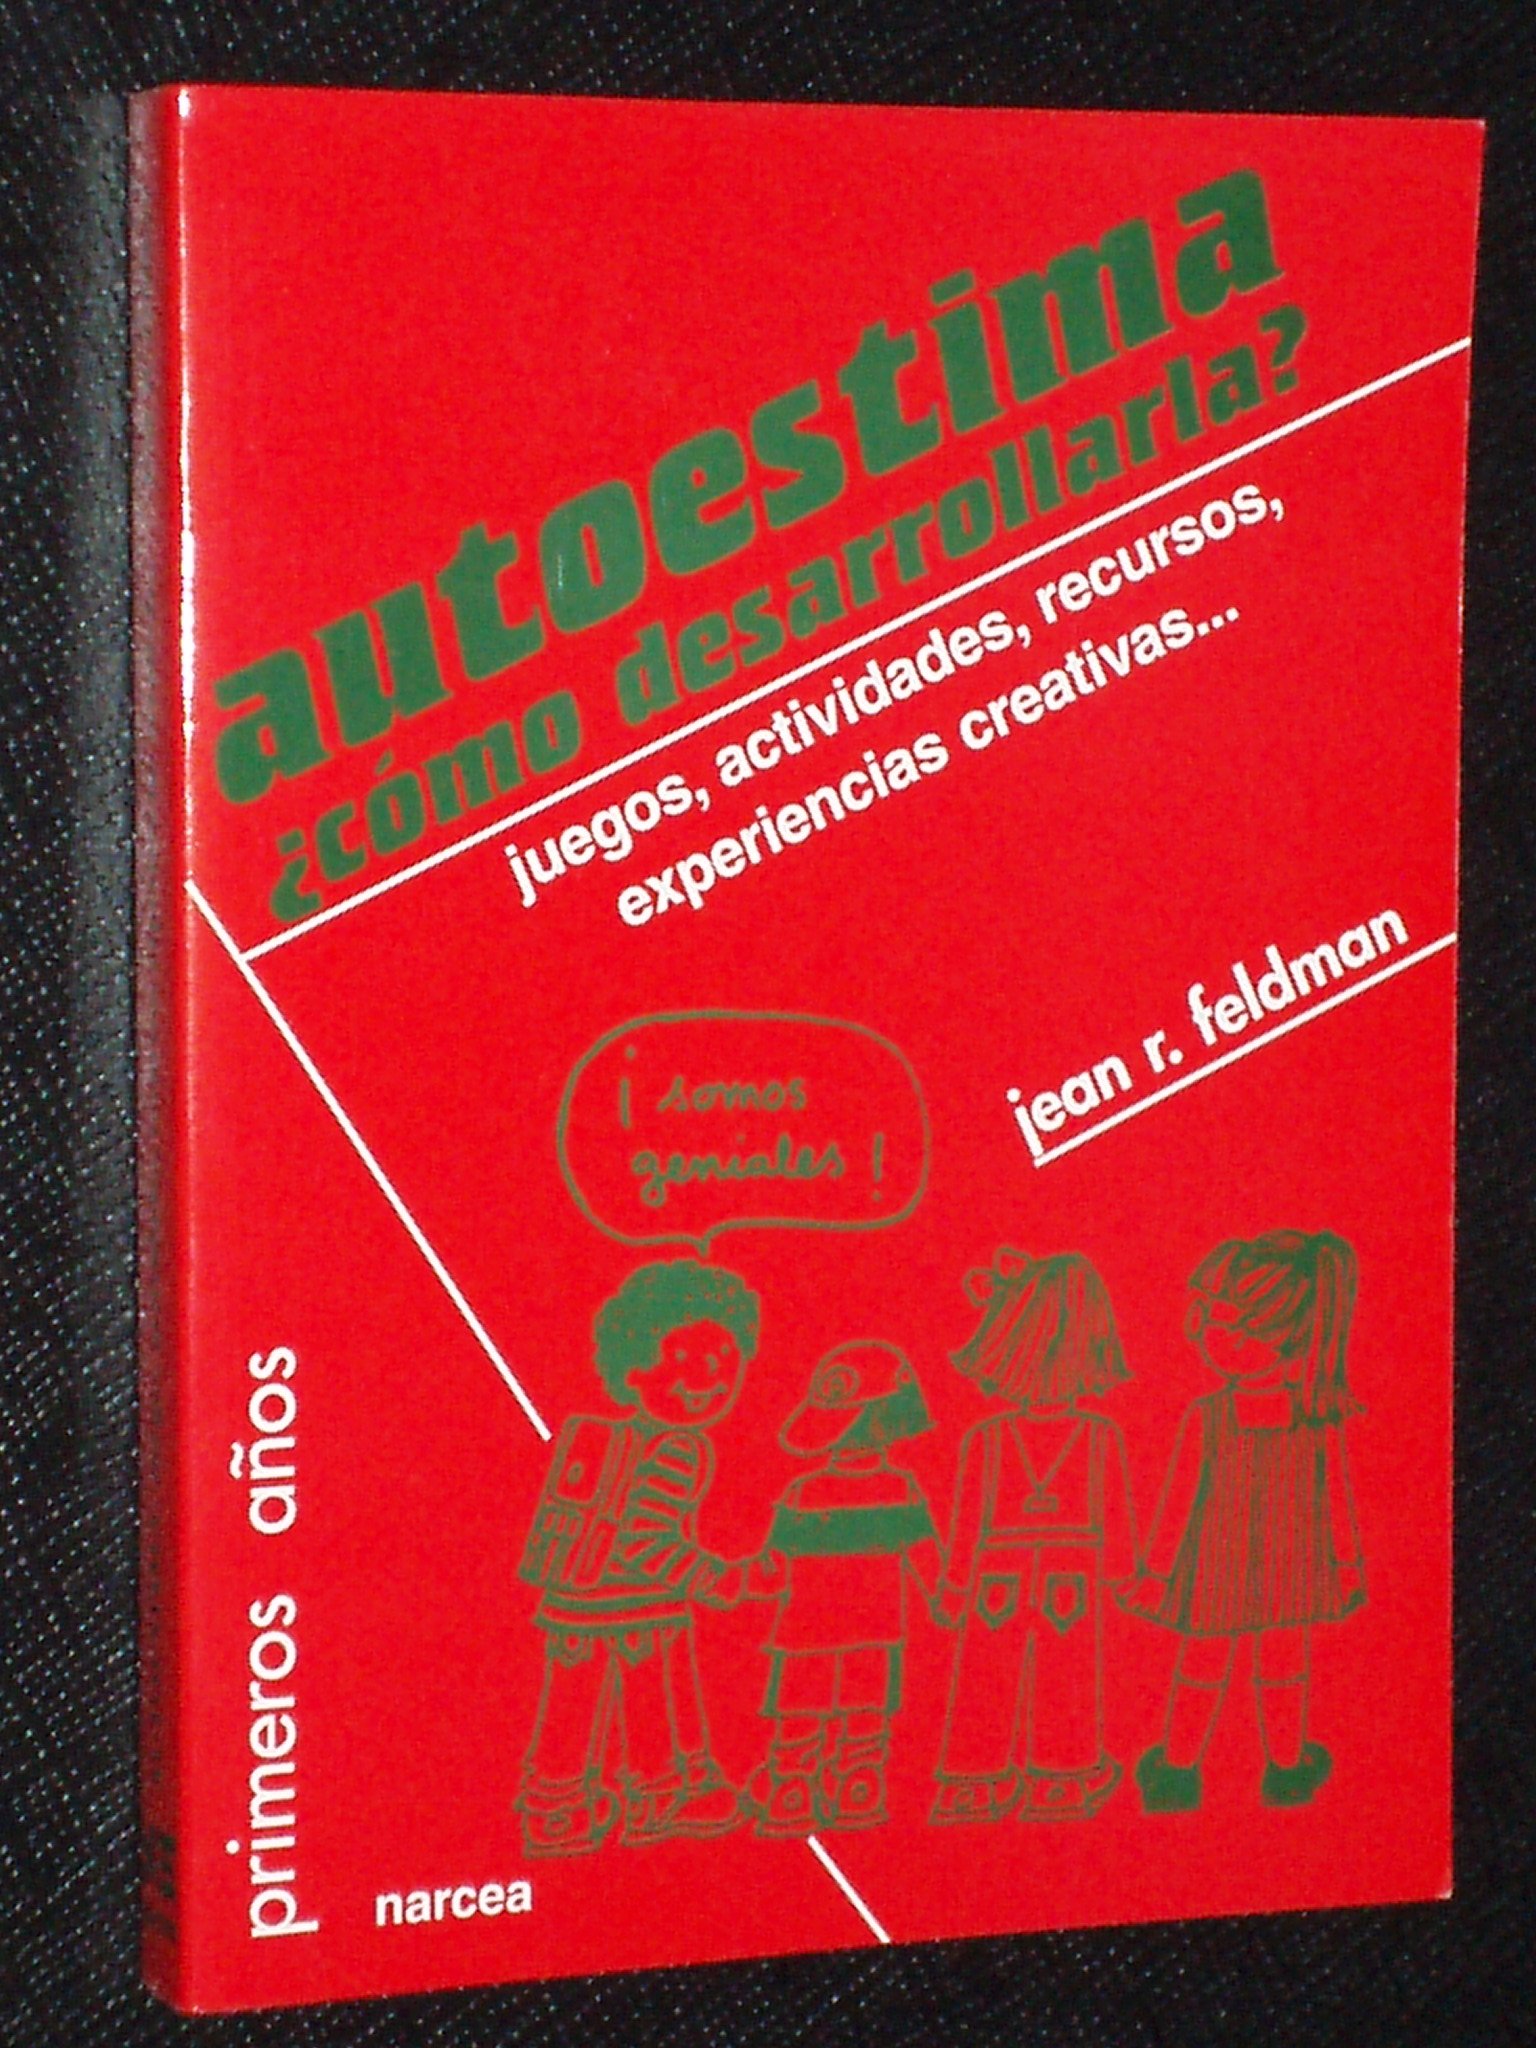 autoestima
¿cómo desarrollarla?
juegos, actividades, recursos,
experiencias creativas...
jean r. feldman
¡somos
geniales!
primeros años
narcea